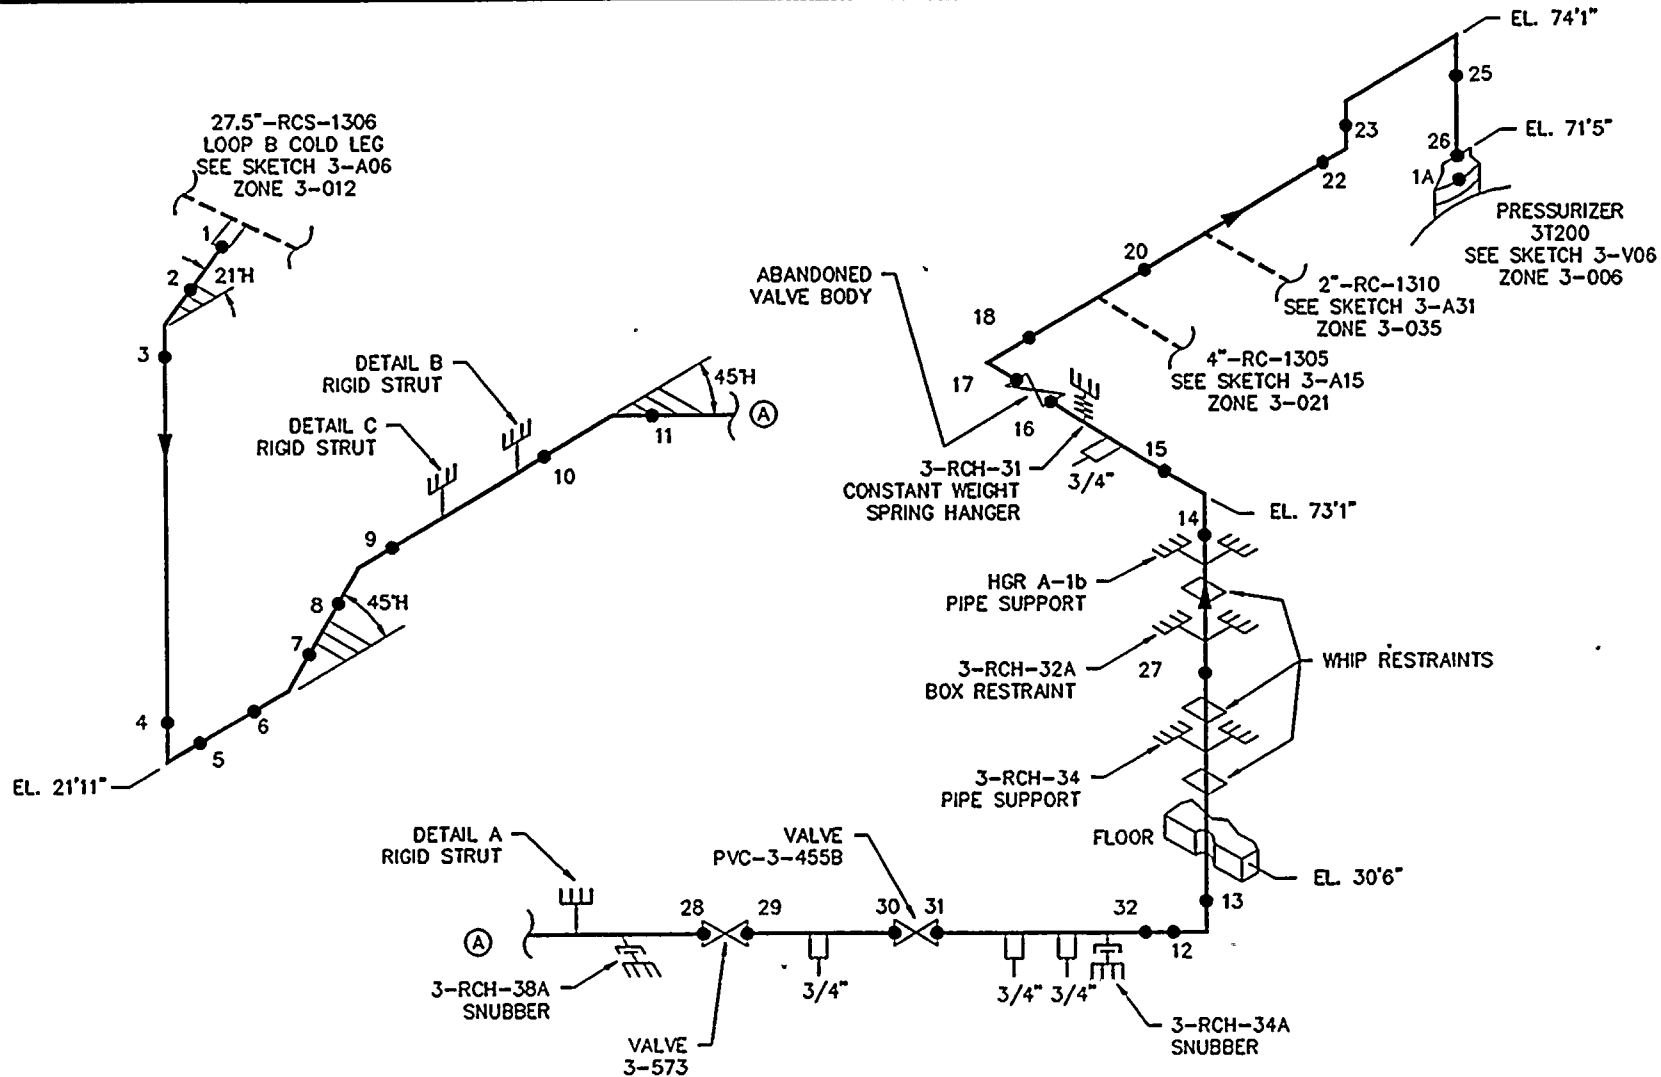 EL. 74'1"
25
27.5"-RCS-1306
LOOP B COLD LEG
SEE SKETCH 3-A06
ZONE 3-012
23
26
EL. 71'5"
22
1A
PRESSURIZER
3T200
SEE SKETCH 3-V06
ZONE 3-006
1
2
21°H
20
ABANDONED
VALVE BODY
2"-RC-1310
SEE SKETCH 3-A31
ZONE 3-035
18
3
DETAIL B
RIGID STRUT
45°H
17
4"-RC-1305
SEE SKETCH 3-A15
ZONE 3-021
DETAIL C
RIGID STRUT
11
A
16
15
10
3-RCH-31
CONSTANT WEIGHT
SPRING HANGER
3/4"
EL. 73'1"
14
9
HGR A-1b
PIPE SUPPORT
8
45°H
7
27
3-RCH-32A
BOX RESTRAINT
WHIP RESTRAINTS
4
6
5
EL. 21'11"
3-RCH-34
PIPE SUPPORT
DETAIL A
RIGID STRUT
VALVE
PVC-3-455B
FLOOR
EL. 30'6"
13
A
28
29
30
31
32
12
3-RCH-38A
SNUBBER
3/4"
3/4"
3/4"
VALVE
3-573
3-RCH-34A
SNUBBER